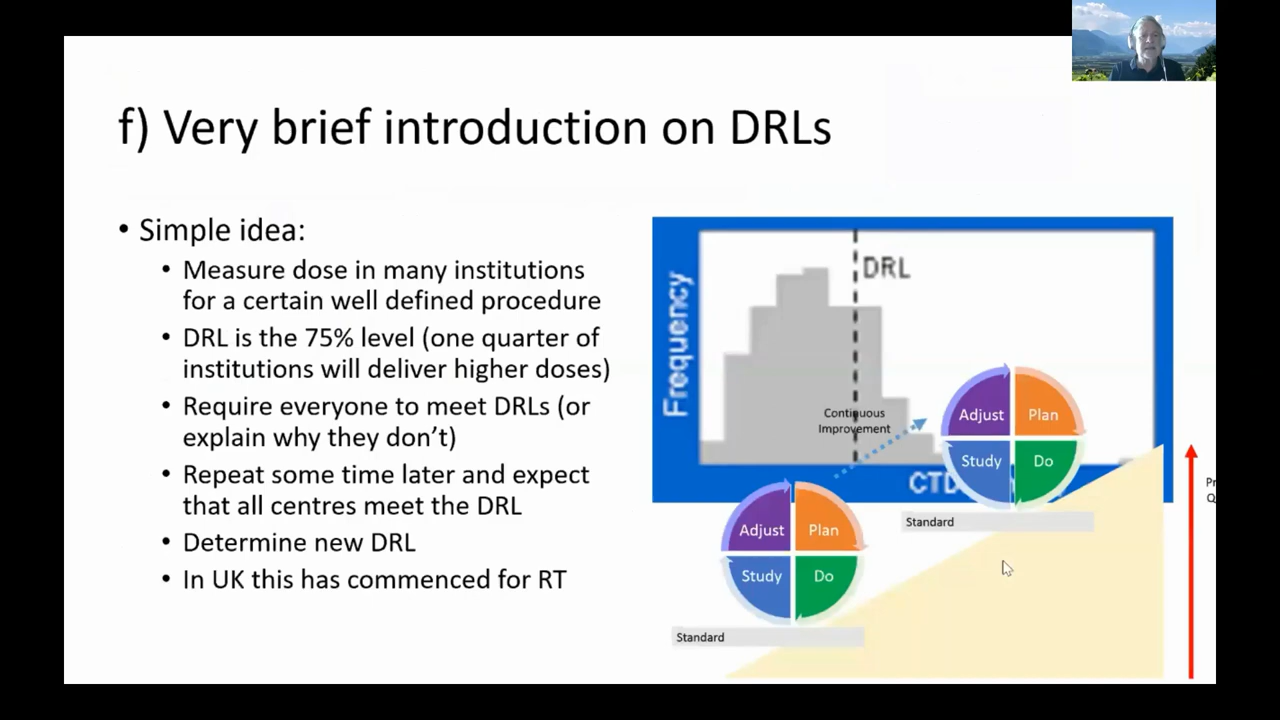 f) Very brief introduction on DRLs
• Simple idea:
• Measure dose in many institutions
for a certain well defined procedure
• DRL is the 75% level (one quarter of
institutions will deliver higher doses)
• Require everyone to meet DRLs (or
explain why they don’t)
• Repeat some time later and expect
that all centres meet the DRL
• Determine new DRL
• In UK this has commenced for RT
DRL
Frequency
Continuous
Improvement
Adjust
Plan
Study
Do
Standard
Adjust
Plan
Study
Do
Standard